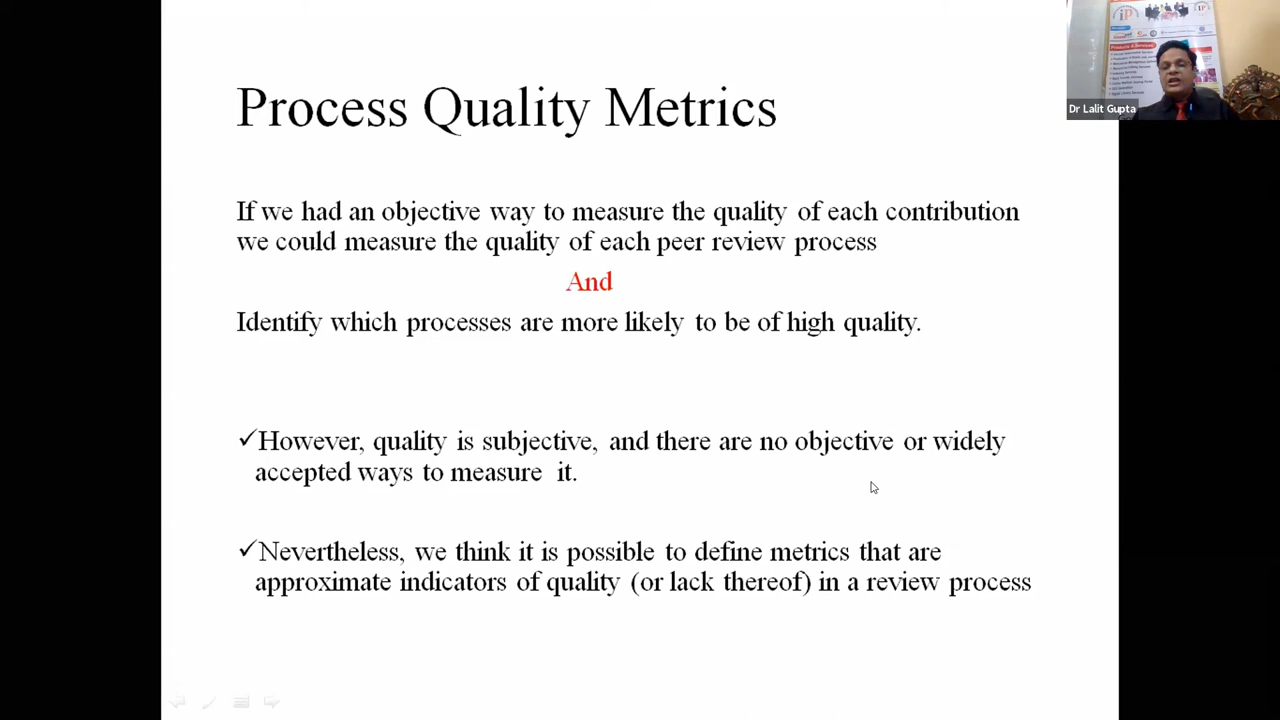 Process Quality Metrics
If we had an objective way to measure the quality of each contribution
we could measure the quality of each peer review process
And
Identify which processes are more likely to be of high quality.
✓However, quality is subjective, and there are no objective or widely
accepted ways to measure it.
✓Nevertheless, we think it is possible to define metrics that are
approximate indicators of quality (or lack thereof) in a review process
iP
Products & Services
Dr Lalit Gupta